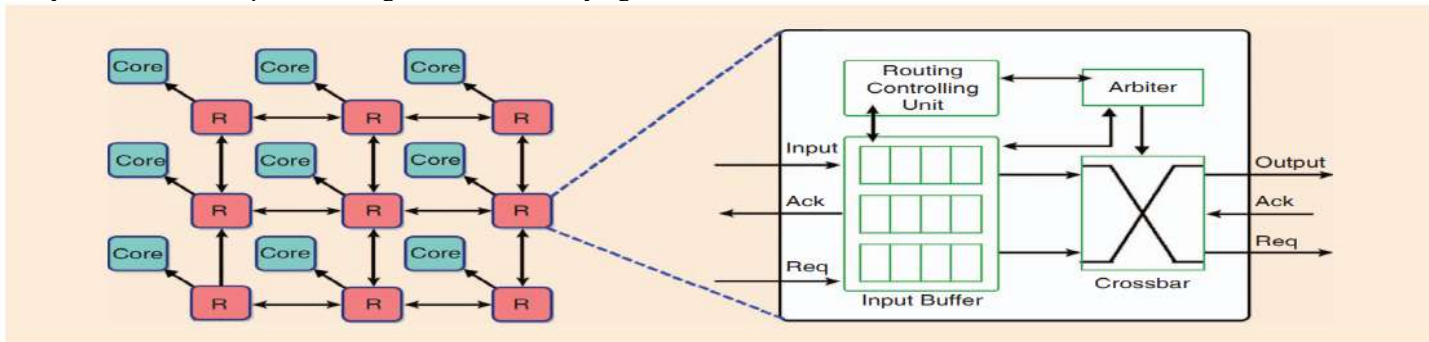 Core Core Core
R R R
Core Core Core
R R R
Core Core Core
R R R
Routing
Controlling
Unit
Arbiter
Input
Ack
Req
Input Buffer
Crossbar
Output
Ack
Req